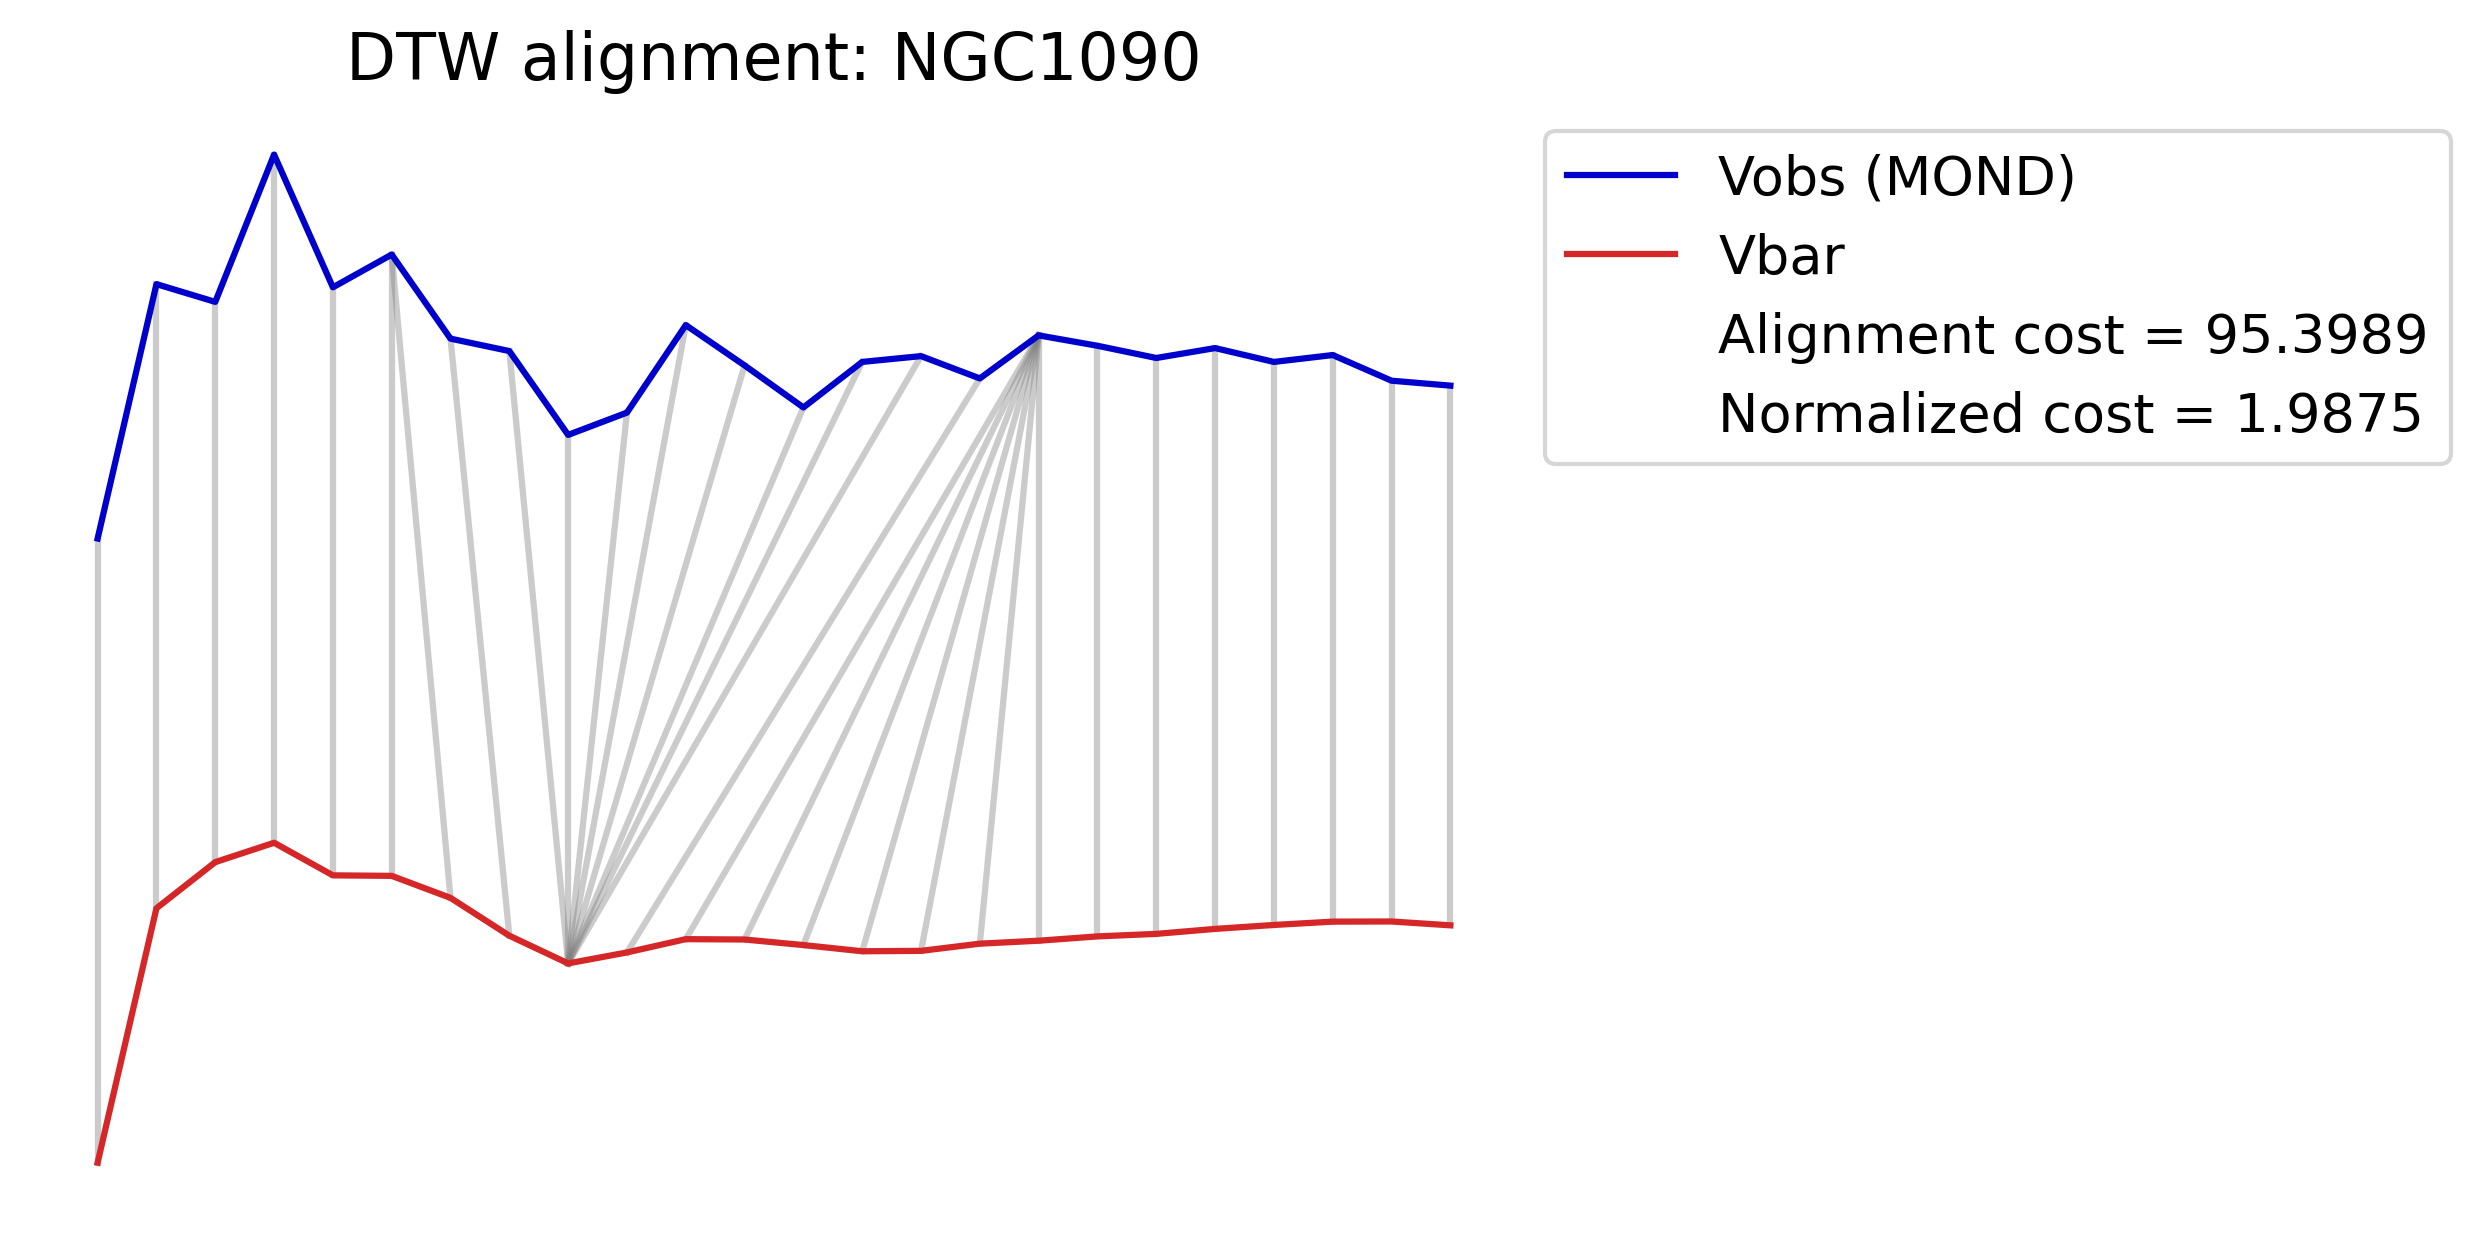 DTW alignment: NGC1090
Vobs (MOND)
Vbar
Alignment cost = 95.3989
Normalized cost = 1.9875